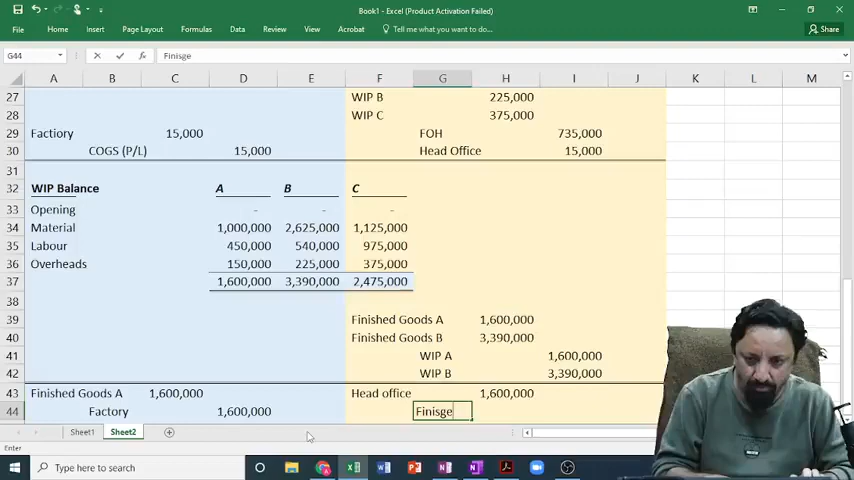 Book1 - Excel (Product Activation Failed)
File Home Insert Page Layout Formulas Data Review View Acrobat Tell me what you want to do... Share
G44 fx Finisge
A B C D E F G H I J K L M
27 WIP B 225,000
28 WIP C 375,000
29 Factiory 15,000 FOH 735,000
30 COGS (P/L) 15,000 Head Office 15,000
31
32 WIP Balance A B C
33 Opening - - -
34 Material 1,000,000 2,625,000 1,125,000
35 Labour 450,000 540,000 975,000
36 Overheads 150,000 225,000 375,000
37 1,600,000 3,390,000 2,475,000
38
39 Finished Goods A 1,600,000
40 Finished Goods B 3,390,000
41 WIP A 1,600,000
42 WIP B 3,390,000
43 Finished Goods A 1,600,000 Head office 1,600,000
44 Factory 1,600,000 Finisge
Sheet1 Sheet2
Enter
Type here to search